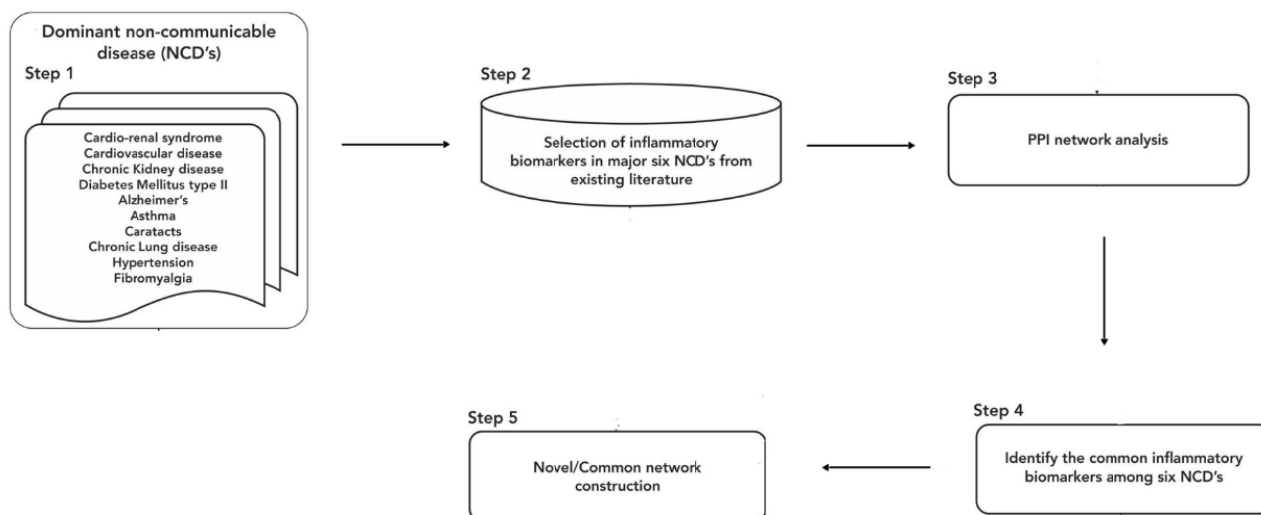 Dominant non-communicable
disease (NCD's)
Step 1
Cardio-renal syndrome
Cardiovascular disease
Chronic Kidney disease
Diabetes Mellitus type II
Alzheimer's
Asthma
Caratacts
Chronic Lung disease
Hypertension
Fibromyalgia
Step 2
Selection of inflammatory
biomarkers in major six NCD's from
existing literature
Step 3
PPI network analysis
Step 4
Identify the common inflammatory
biomarkers among six NCD's
Step 5
Novel/Common network
construction